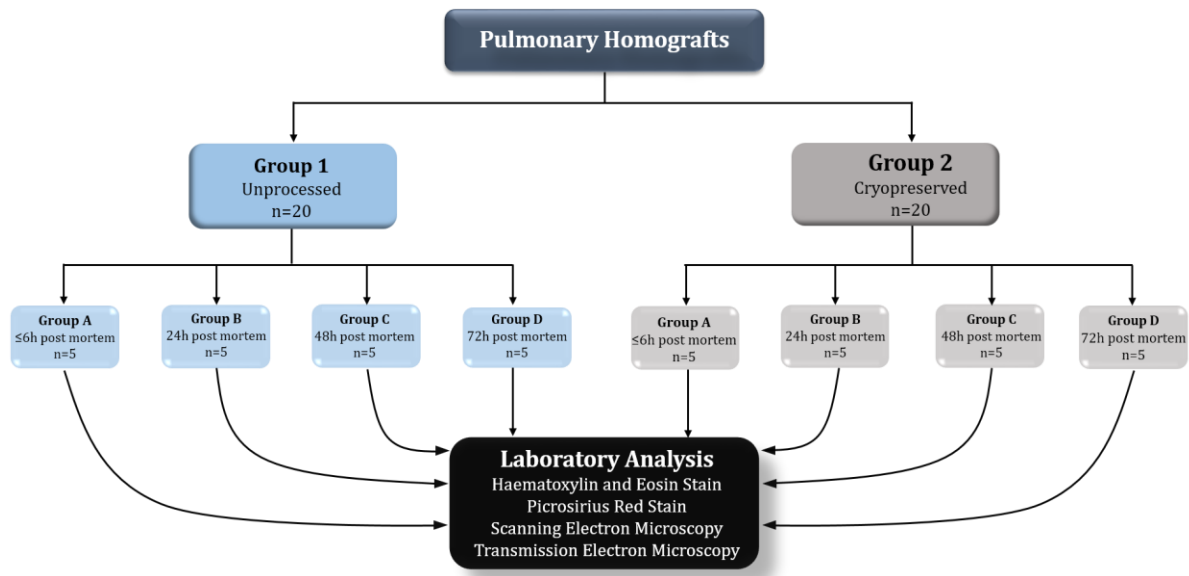 Pulmonary Homografts
Group 1
Unprocessed
n=20
Group 2
Cryopreserved
n=20
Group A
≤6h post mortem
n=5
Group B
24h post mortem
n=5
Group C
48h post mortem
n=5
Group D
72h post mortem
n=5
Group A
≤6h post mortem
n=5
Group B
24h post mortem
n=5
Group C
48h post mortem
n=5
Group D
72h post mortem
n=5
Laboratory Analysis
Haematoxylin and Eosin Stain
Picrosirius Red Stain
Scanning Electron Microscopy
Transmission Electron Microscopy